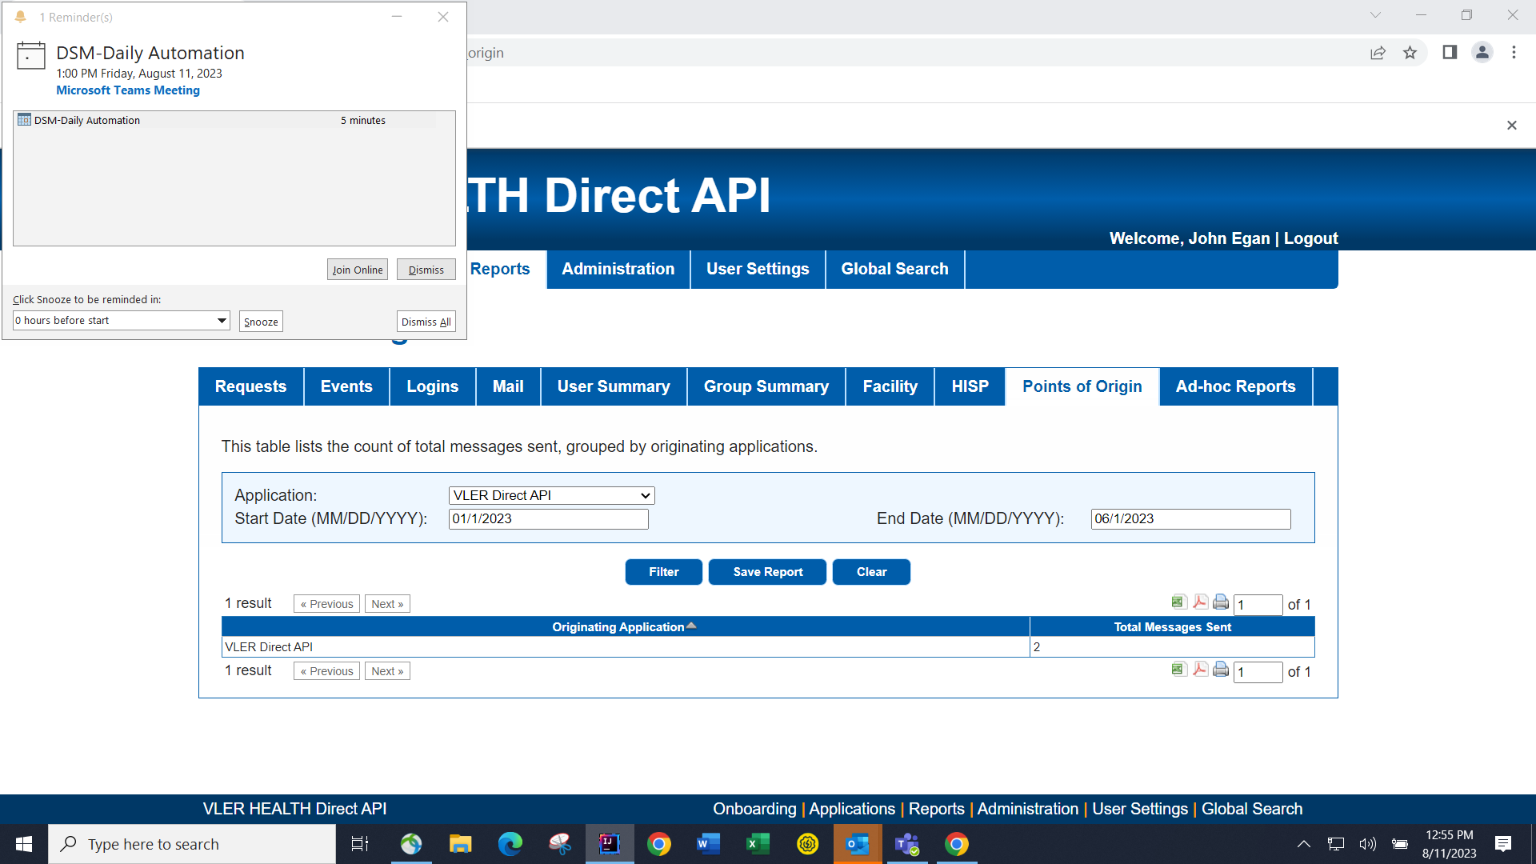 1 Reminder(s)
DSM-Daily Automation
1:00 PM Friday, August 11, 2023
Microsoft Teams Meeting
DSM-Daily Automation 5 minutes
Join Online Dismiss
Click Snooze to be reminded in:
0 hours before start Snooze Dismiss All
origin
TH Direct API
Welcome, John Egan | Logout
Reports Administration User Settings Global Search
Requests Events Logins Mail User Summary Group Summary Facility HISP Points of Origin Ad-hoc Reports
This table lists the count of total messages sent, grouped by originating applications.
Application: VLER Direct API
Start Date (MM/DD/YYYY): 01/1/2023 End Date (MM/DD/YYYY): 06/1/2023
Filter Save Report Clear
1 result « Previous Next » 1 of 1
Originating Application Total Messages Sent
VLER Direct API 2
1 result « Previous Next » 1 of 1
VLER HEALTH Direct API Onboarding | Applications | Reports | Administration | User Settings | Global Search
Type here to search
12:55 PM
8/11/2023